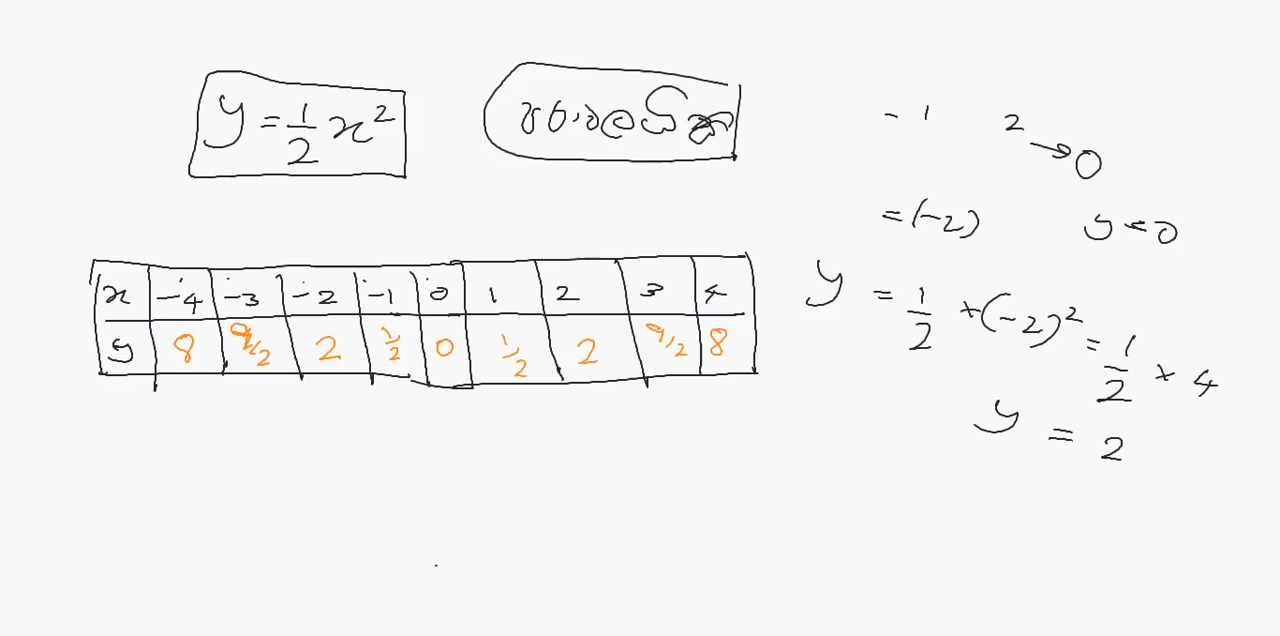 y = 1/2 x²
- 1 2 → 0
= (-2) y = 0
x -4 -3 -2 -1 0 1 2 3 4
y 8 9/2 2 1/2 0 1/2 2 9/2 8
y = 1/2 × (-2)² = 1/2 × 4
y = 2